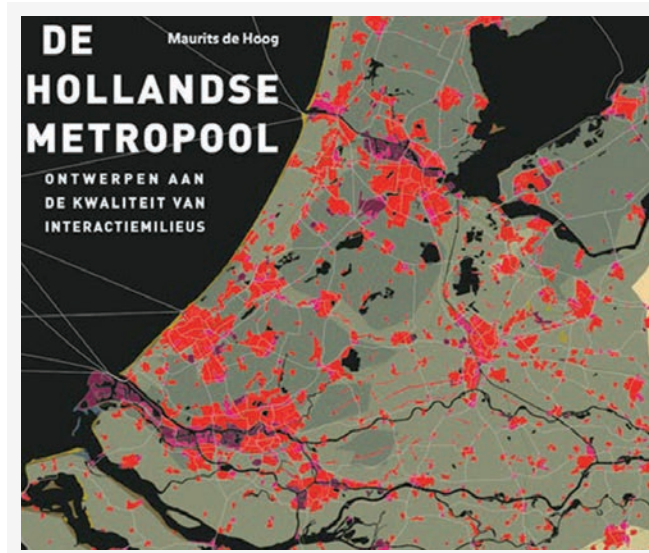 DE
Maurits de Hoog
HOLLANDSE
METROPOOL
ONTWERPEN AAN
DE KWALITEIT VAN
INTERACTIEMILIEUS